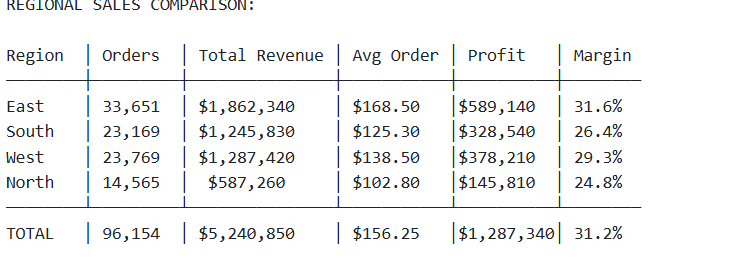 REGIONAL SALES COMPARISON:
Region | Orders | Total Revenue | Avg Order | Profit | Margin
East | 33,651 | $1,862,340 | $168.50 | $589,140 | 31.6%
South | 23,169 | $1,245,830 | $125.30 | $328,540 | 26.4%
West | 23,769 | $1,287,420 | $138.50 | $378,210 | 29.3%
North | 14,565 | $587,260 | $102.80 | $145,810 | 24.8%
TOTAL | 96,154 | $5,240,850 | $156.25 | $1,287,340 | 31.2%